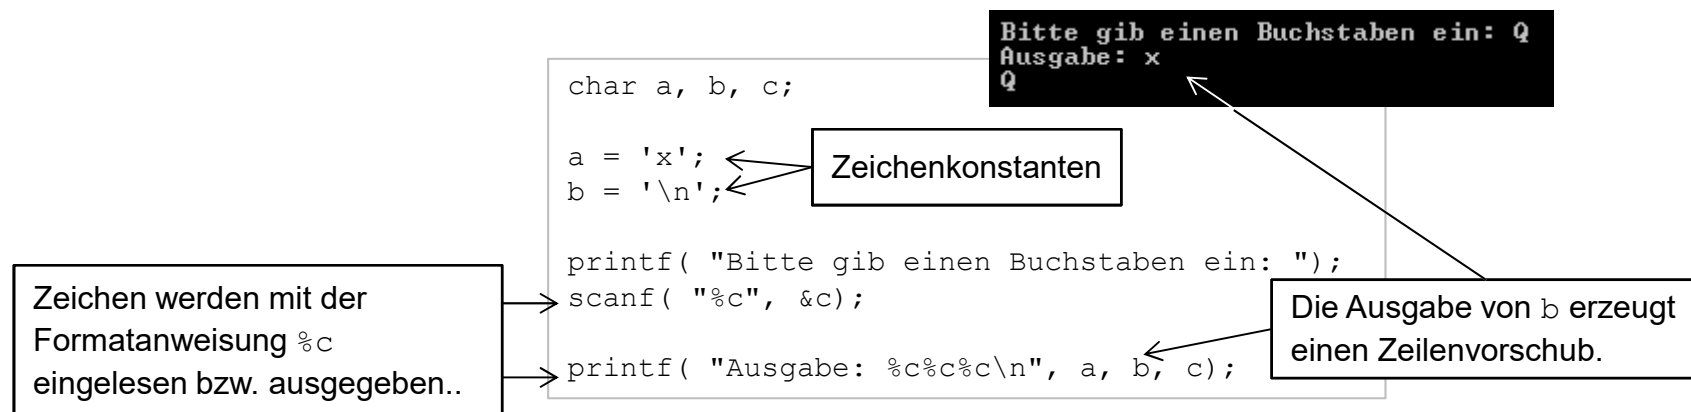 Bitte gib einen Buchstaben ein: Q
Ausgabe: x
Q
char a, b, c;
a = 'x';
b = '\n';
Zeichenkonstanten
printf( "Bitte gib einen Buchstaben ein: ");
scanf( "%c", &c);
printf( "Ausgabe: %c%c%c\n", a, b, c);
Zeichen werden mit der
Formatanweisung %c
eingelesen bzw. ausgegeben..
Die Ausgabe von b erzeugt
einen Zeilenvorschub.